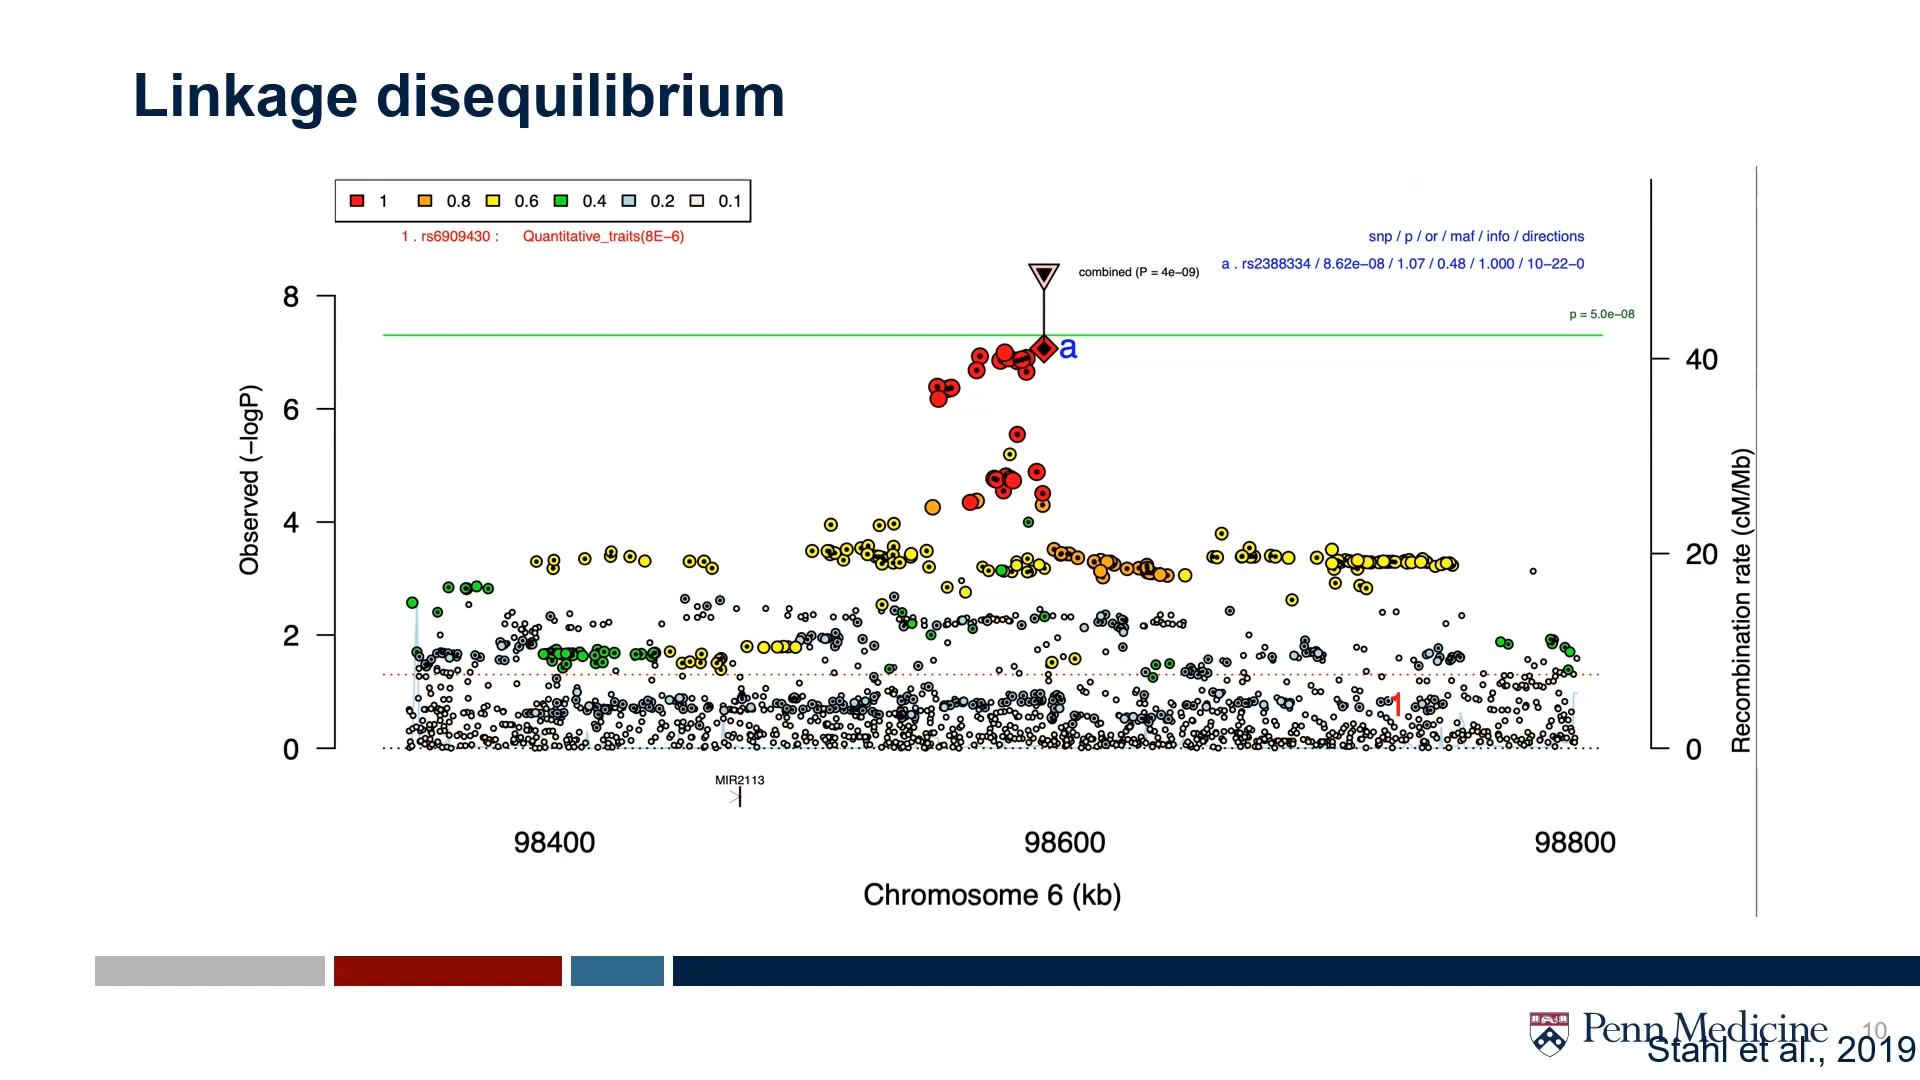 Linkage disequilibrium
1 0.8 0.6 0.4 0.2 0.1
1 . rs6909430 : Quantitative_traits(8E−6)
snp / p / or / maf / info / directions
a . rs2388334 / 8.62e−08 / 1.07 / 0.48 / 1.000 / 10−22−0
combined (P = 4e−09)
p = 5.0e−08
a
1
8
6
4
2
0
Observed (−logP)
40
20
0
Recombination rate (cM/Mb)
MIR2113
98400 98600 98800
Chromosome 6 (kb)
Penn Medicine
10
Stahl et al., 2019